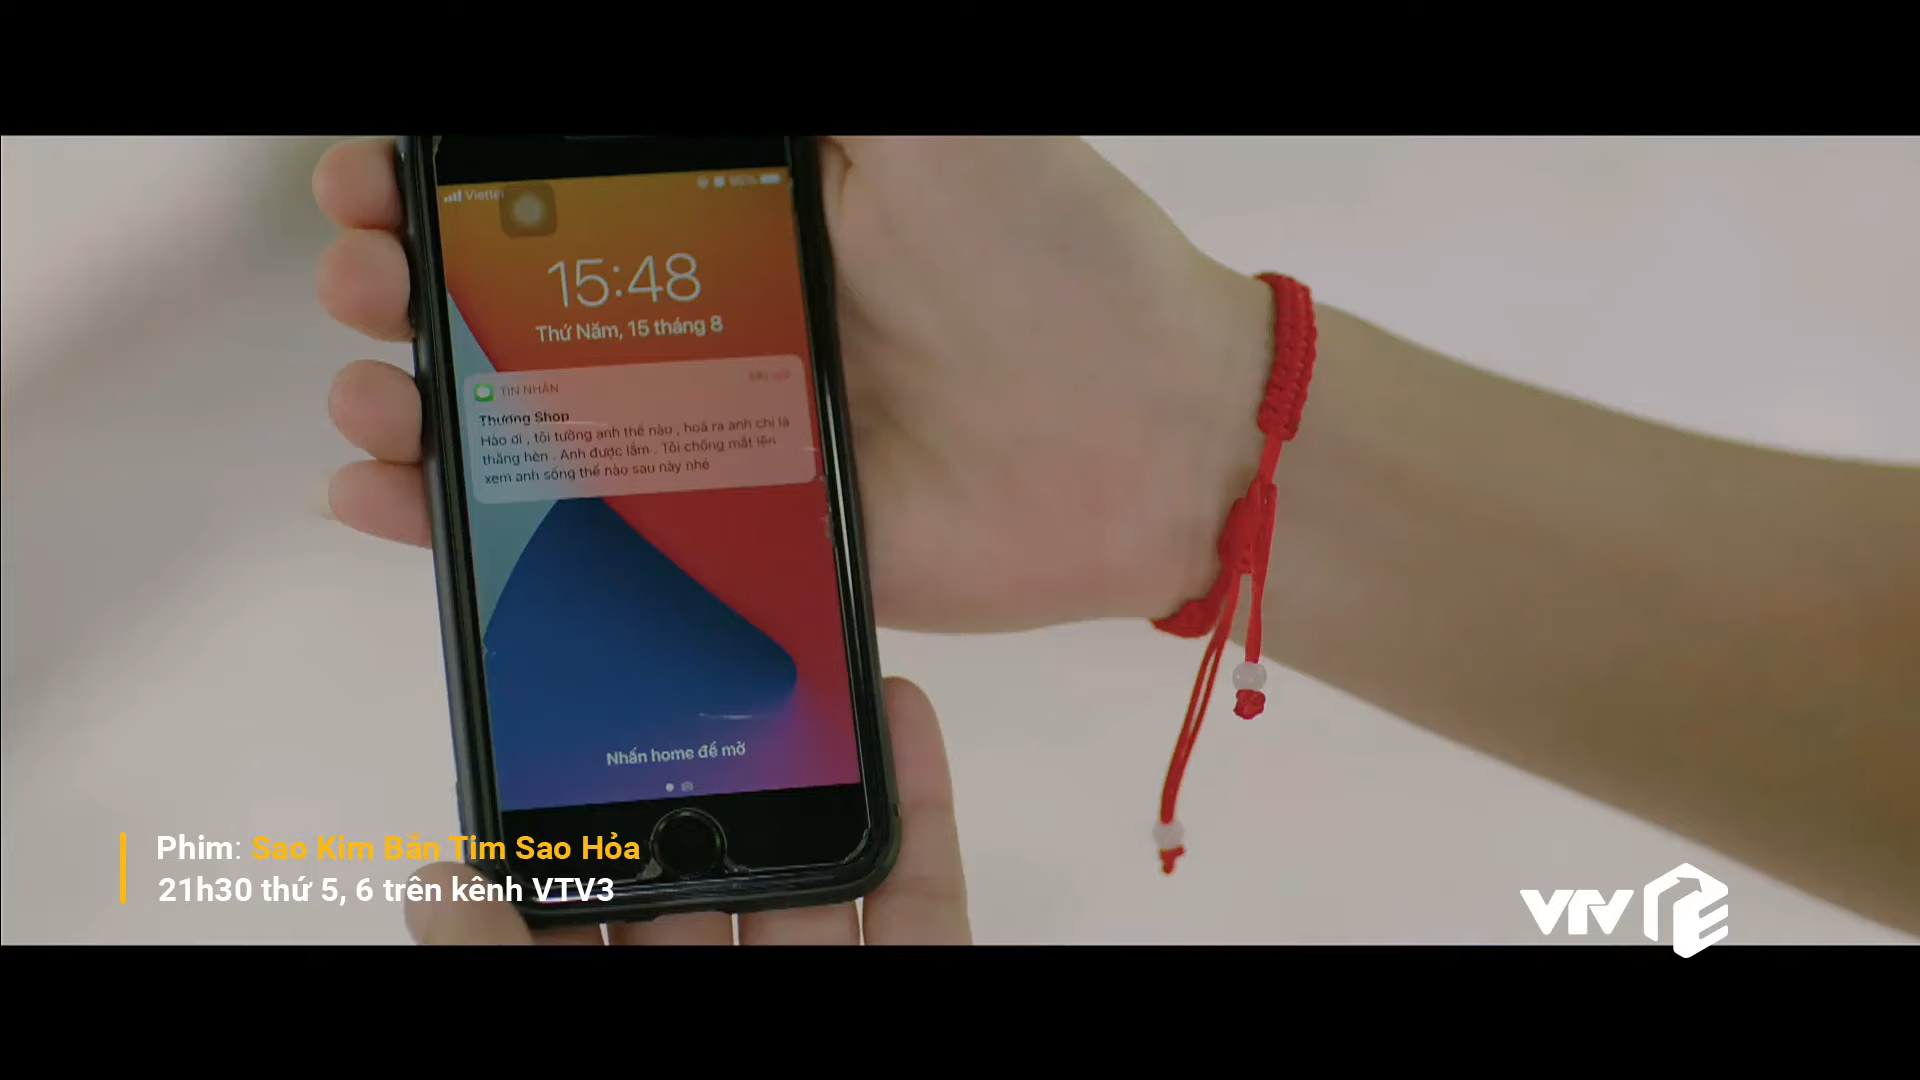 Viettel
15:48
Thứ Năm, 15 tháng 8
TIN NHẮN
Thương Shop
Hào ơi , tôi tưởng anh thế nào , hoá ra anh chỉ là
thằng hèn . Anh được lắm . Tôi chống mắt lên
xem anh sống thế nào sau này nhé
Nhấn home để mở
Phim: Sao Kim Bắn Tim Sao Hỏa
21h30 thứ 5, 6 trên kênh VTV3
VTV